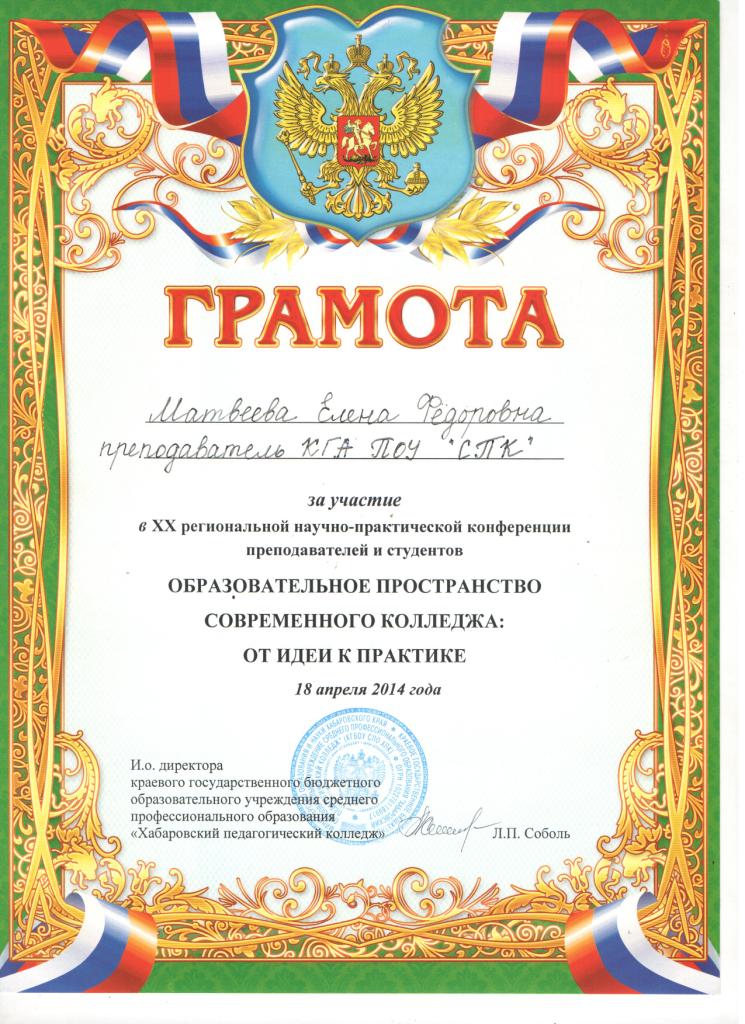 ГРАМОТА
Матвеева Елена Фёдоровна
преподаватель КГА ПОУ "СПК"
за участие
в XX региональной научно-практической конференции
преподавателей и студентов
ОБРАЗОВАТЕЛЬНОЕ ПРОСТРАНСТВО
СОВРЕМЕННОГО КОЛЛЕДЖА:
ОТ ИДЕИ К ПРАКТИКЕ
18 апреля 2014 года
И.о. директора
краевого государственного бюджетного
образовательного учреждения среднего
профессионального образования
«Хабаровский педагогический колледж»
Л.П. Соболь